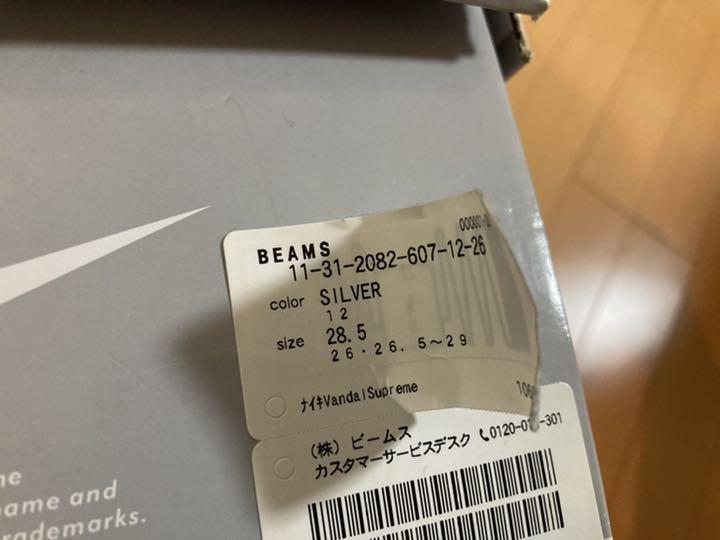 BEAMS
11-31-2082-607-12-26
color SILVER
12
size 28.5
26・26.5～29
ナイキVandalSupreme
(株) ビームス
カスタマーサービスデスク
ame and
rademarks.